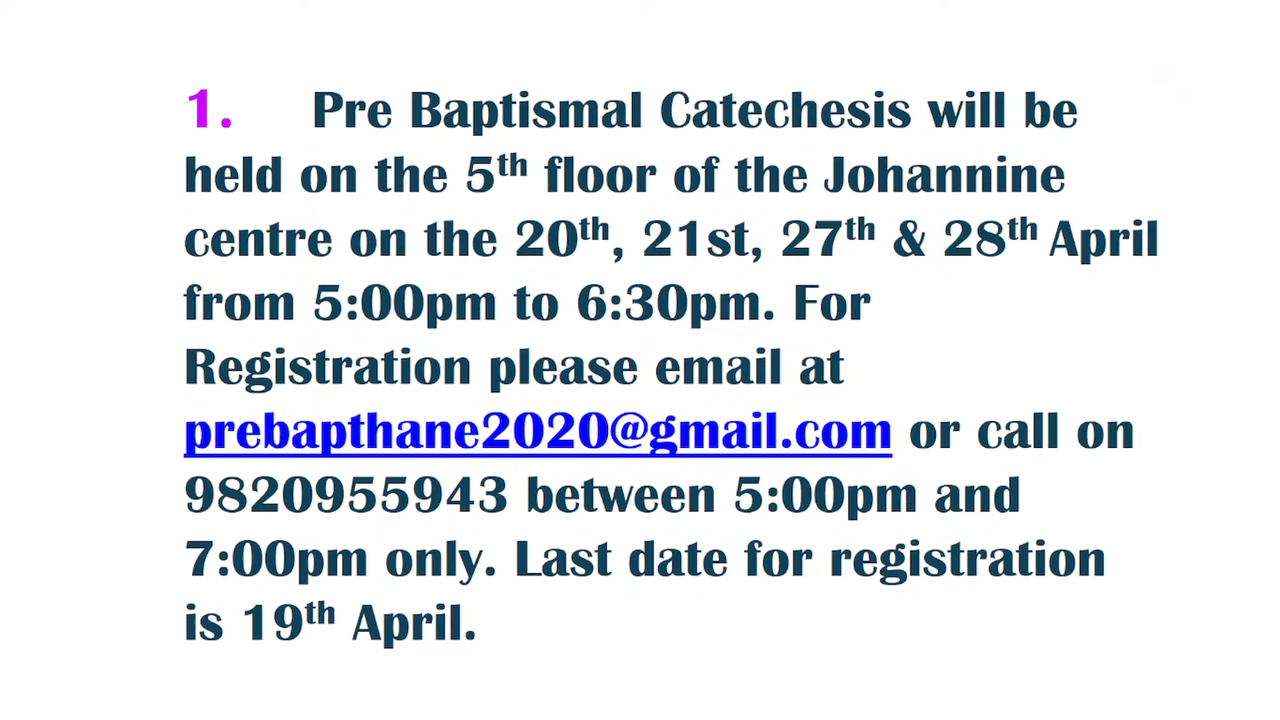 1. Pre Baptismal Catechesis will be
held on the 5th floor of the Johannine
centre on the 20th, 21st, 27th & 28th April
from 5:00pm to 6:30pm. For
Registration please email at
prebapthane2020@gmail.com or call on
9820955943 between 5:00pm and
7:00pm only. Last date for registration
is 19th April.